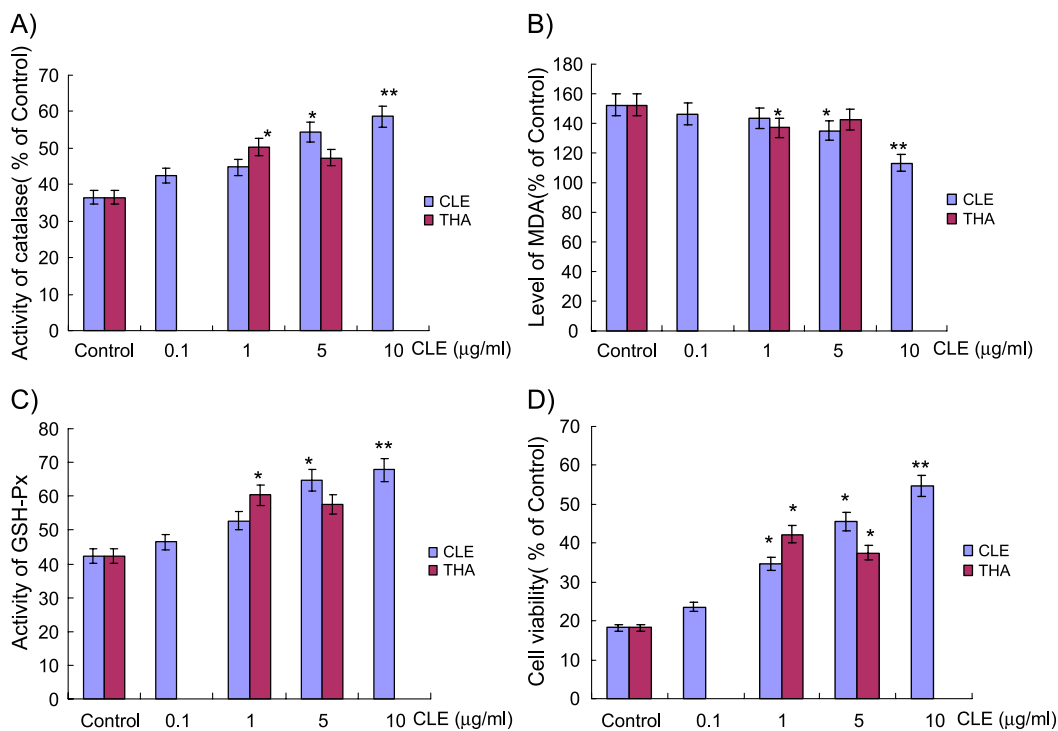 A)
Activity of catalase( % of Control)
70
60
50
40
30
20
10
0
*
*
**
CLE
THA
Control 0.1 1 5 10 CLE (μg/ml)
B)
Level of MDA(% of Control)
180
160
140
120
100
80
60
40
20
0
*
*
**
CLE
THA
Control 0.1 1 5 10 CLE (μg/ml)
C)
Activity of GSH-Px
80
70
60
50
40
30
20
10
0
*
*
**
CLE
THA
Control 0.1 1 5 10 CLE (μg/ml)
D)
Cell viability( % of Control)
70
60
50
40
30
20
10
0
*
*
*
*
**
CLE
THA
Control 0.1 1 5 10 CLE (μg/ml)